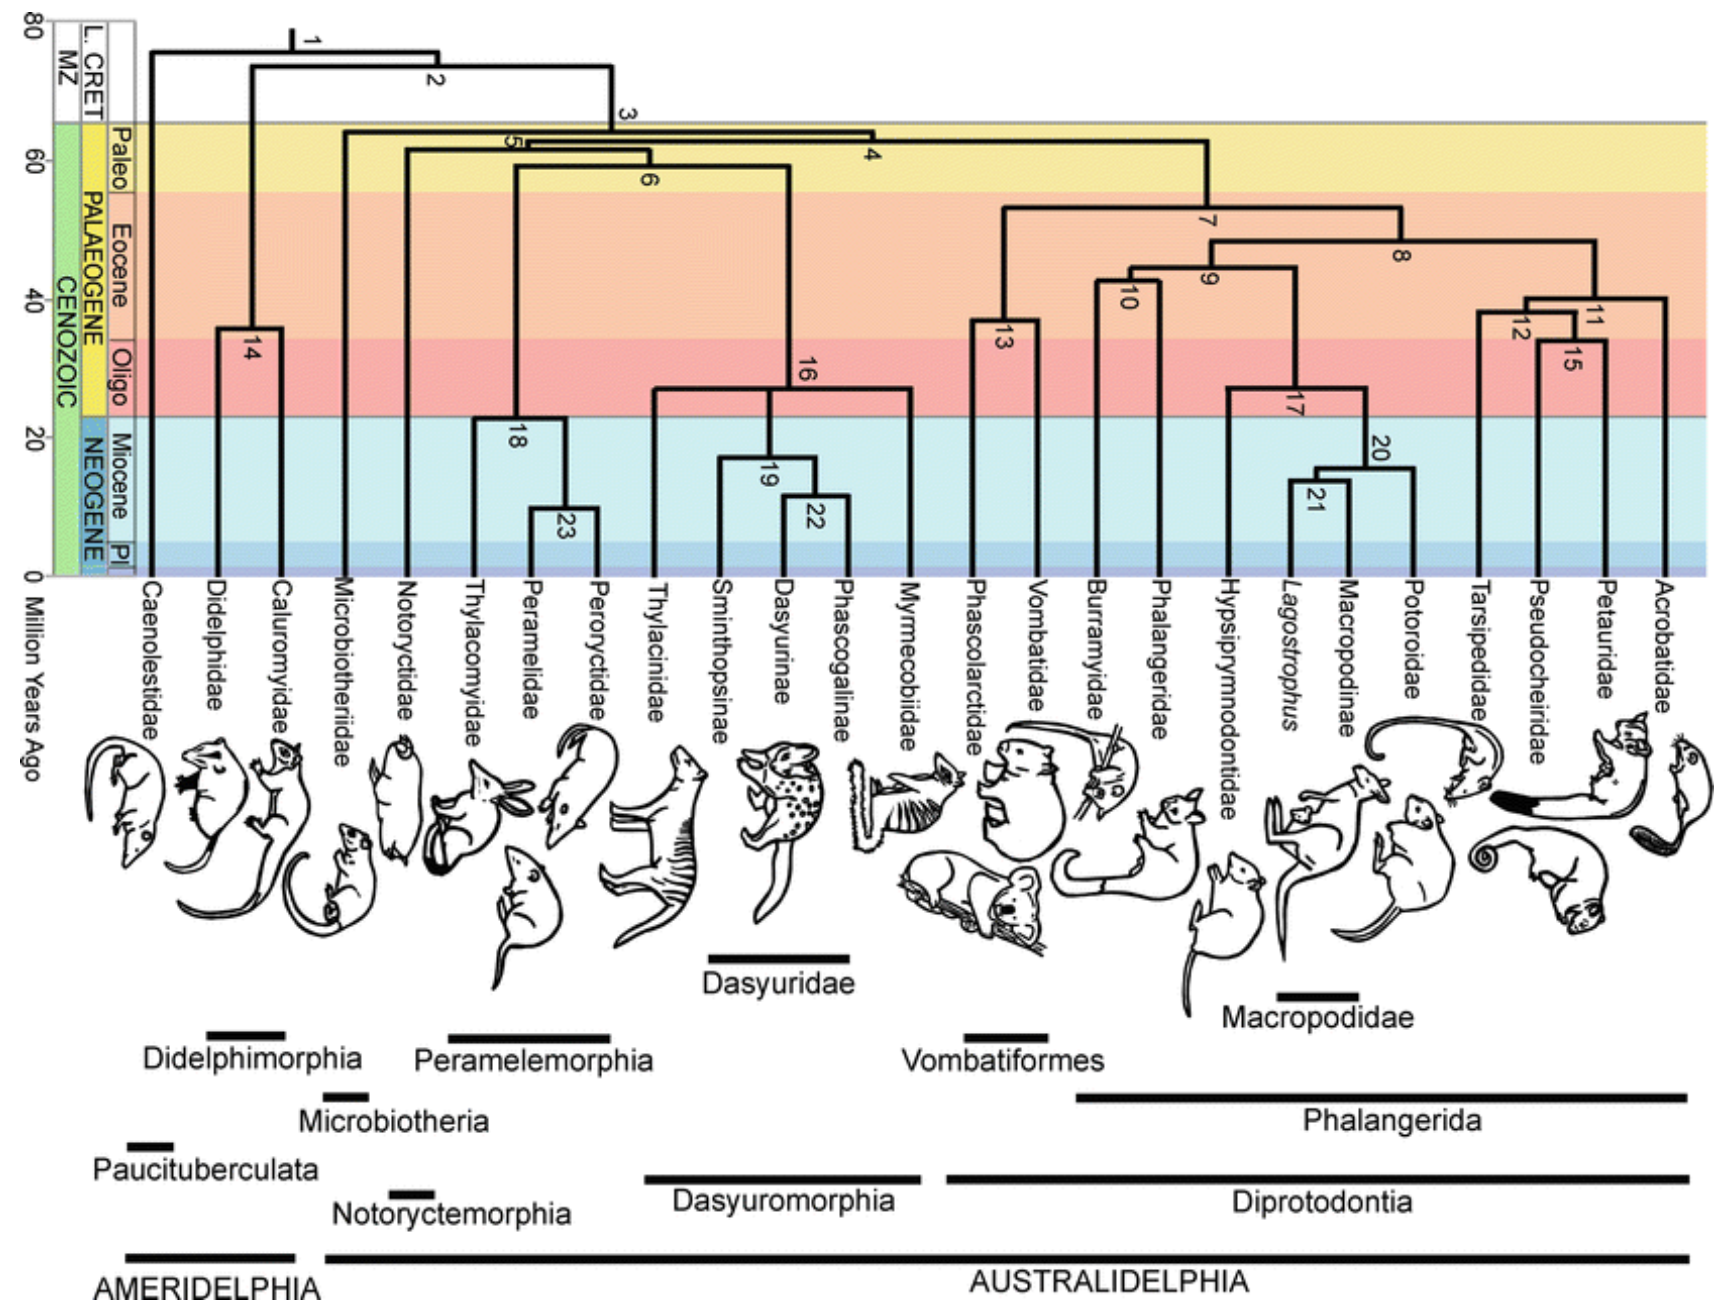 80
60
40
20
0
Million Years Ago
MZ
CENOZOIC
L. CRET
PALAEOGENE
NEOGENE
Paleo
Eocene
Oligo
Miocene
Pl
1
2
3
4
5
6
7
8
9
10
11
12
13
14
15
16
17
18
19
20
21
22
23
Caenolestidae
Didelphidae
Caluromyidae
Microbiotheriidae
Notoryctidae
Thylacomyidae
Peramelidae
Peroryctidae
Thylacinidae
Sminthopsinae
Dasyurinae
Phascogalinae
Myrmecobiidae
Phascolarctidae
Vombatidae
Burramyidae
Phalangeridae
Hypsiprymnodontidae
Lagostrophus
Macropodinae
Potoroidae
Tarsipedidae
Pseudocheiridae
Petauridae
Acrobatidae
Dasyuridae
Macropodidae
Didelphimorphia
Peramelemorphia
Vombatiformes
Microbiotheria
Phalangerida
Paucituberculata
Dasyuromorphia
Diprotodontia
Notoryctemorphia
AMERIDELPHIA
AUSTRALIDELPHIA